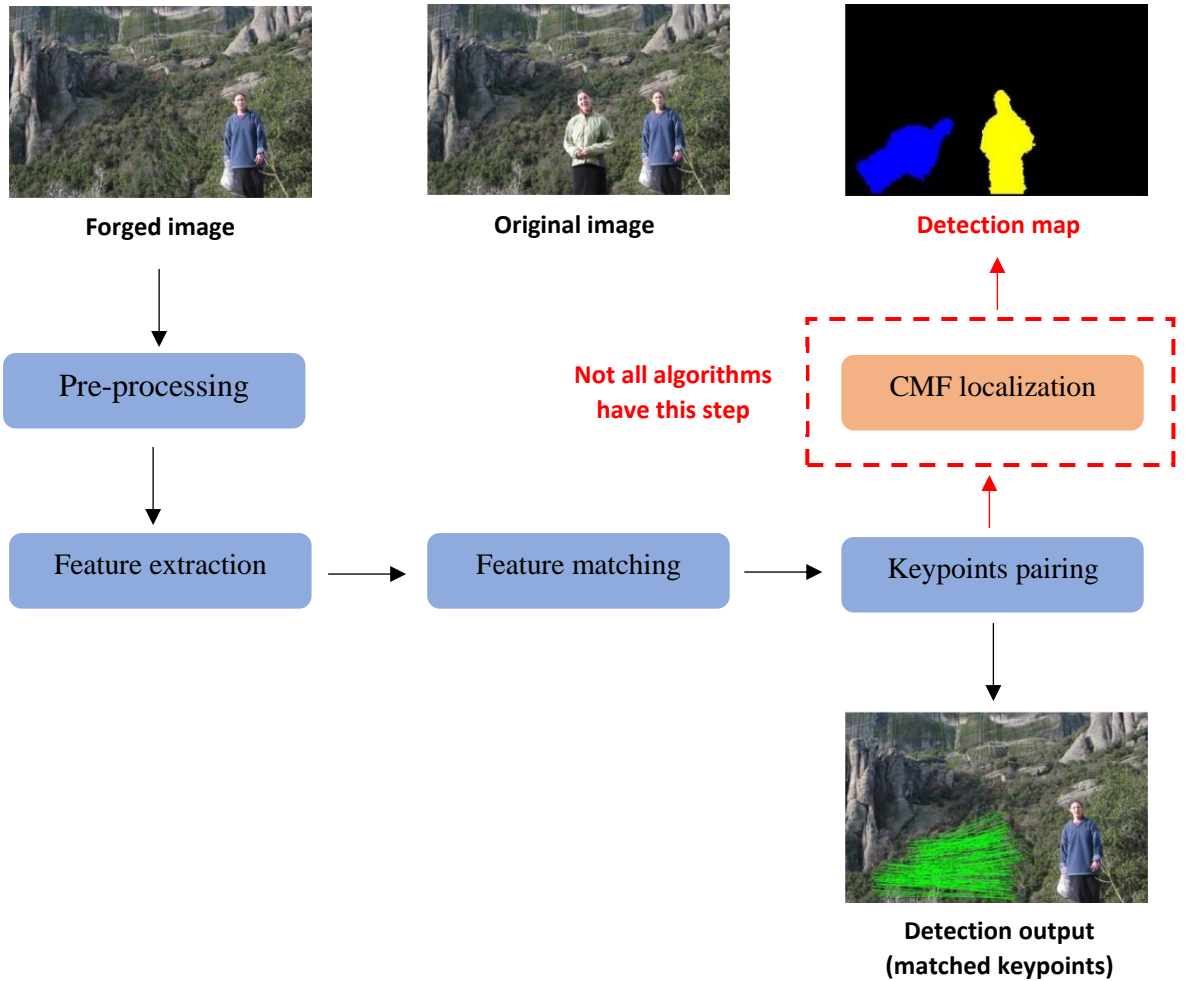 Forged image
Original image
Detection map
Pre-processing
Not all algorithms
have this step
CMF localization
Feature extraction
Feature matching
Keypoints pairing
Detection output
(matched keypoints)